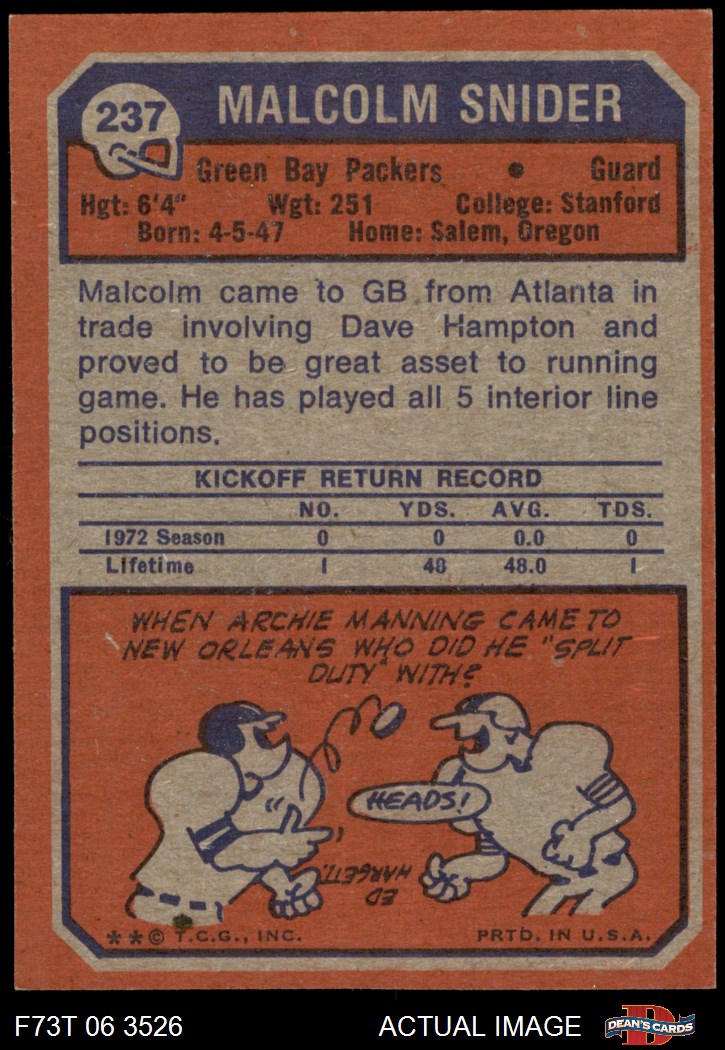 237
MALCOLM SNIDER
Green Bay Packers • Guard
Hgt: 6'4" Wgt: 251 College: Stanford
Born: 4-5-47 Home: Salem, Oregon
Malcolm came to GB from Atlanta in
trade involving Dave Hampton and
proved to be great asset to running
game. He has played all 5 interior line
positions.
KICKOFF RETURN RECORD
NO. YDS. AVG. TDS.
1972 Season 0 0 0.0 0
Lifetime 1 48 48.0 1
WHEN ARCHIE MANNING CAME TO
NEW ORLEANS WHO DID HE "SPLIT
DUTY" WITH?
HEADS!
ED
HARGETT.
**© T.C.G., INC. PRTD. IN U.S.A.
F73T 06 3526 ACTUAL IMAGE
D
DEAN'S CARDS